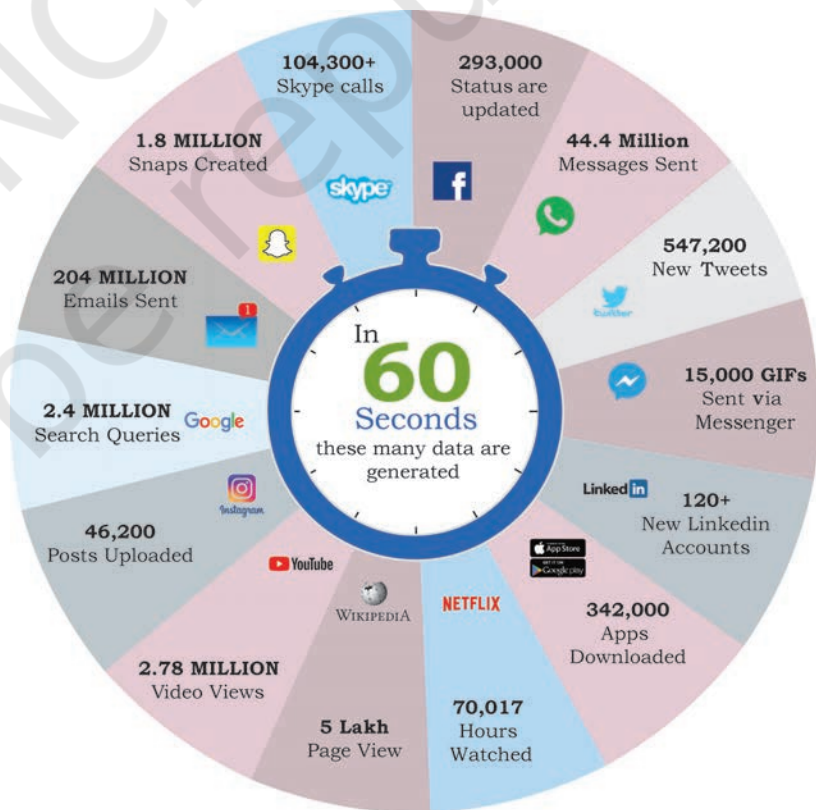 104,300+
Skype calls
skype
293,000
Status are
updated
f
44.4 Million
Messages Sent
547,200
New Tweets
twitter
15,000 GIFs
Sent via
Messenger
Linked in
120+
New Linkedin
Accounts
App Store
Google play
342,000
Apps
Downloaded
NETFLIX
70,017
Hours
Watched
WIKIPEDIA
5 Lakh
Page View
YouTube
2.78 MILLION
Video Views
Instagram
46,200
Posts Uploaded
Google
2.4 MILLION
Search Queries
1
204 MILLION
Emails Sent
1.8 MILLION
Snaps Created
In
60
Seconds
these many data are
generated